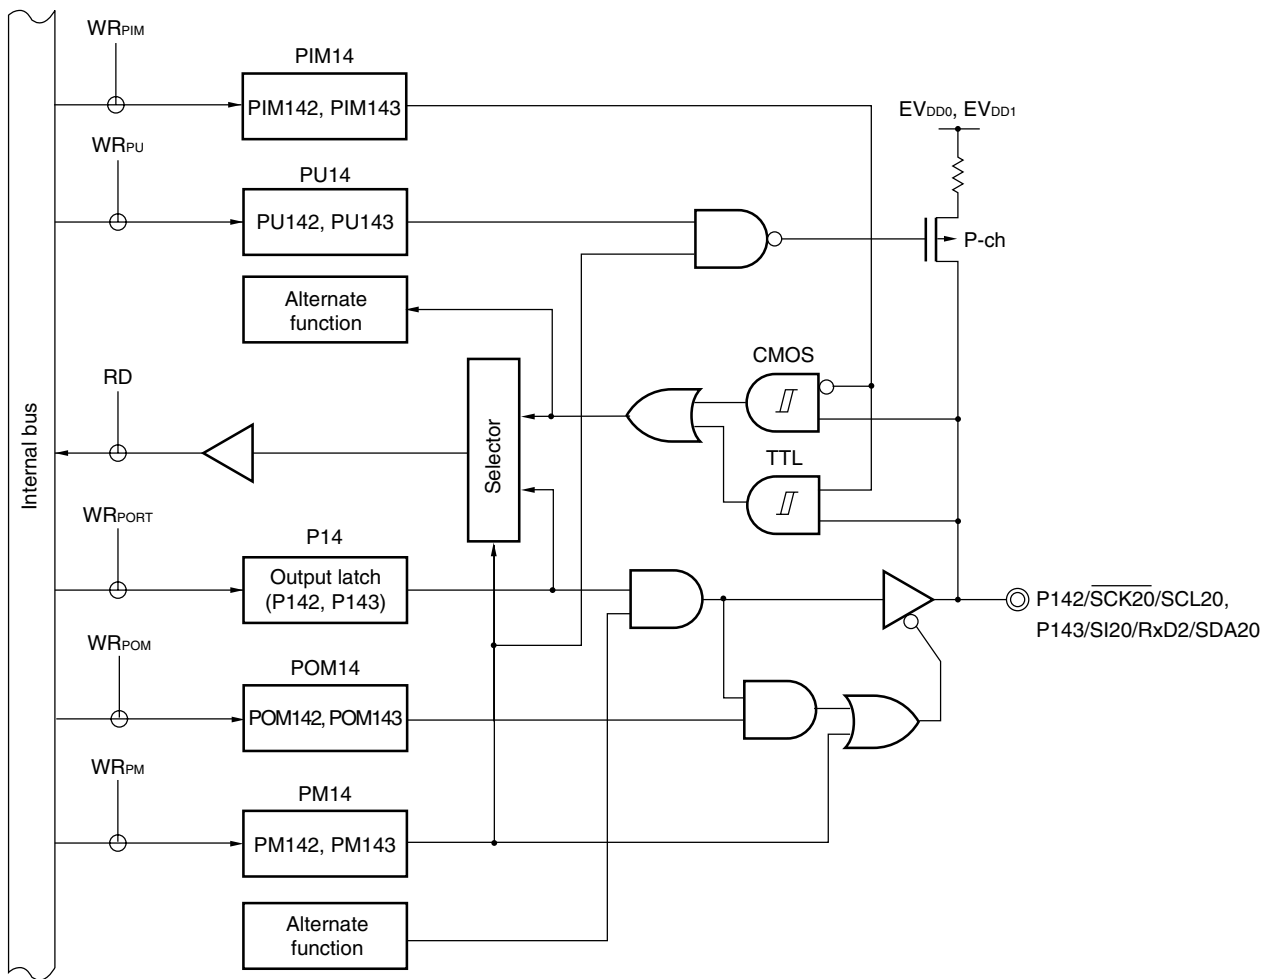 WRPIM
PIM14
PIM142, PIM143
EVDD0, EVDD1
WRPU
PU14
PU142, PU143
P-ch
Alternate
function
CMOS
RD
Selector
TTL
Internal bus
WRPORT
P14
Output latch
(P142, P143)
P142/SCK20/SCL20,
P143/SI20/RxD2/SDA20
WRPOM
POM14
POM142, POM143
WRPM
PM14
PM142, PM143
Alternate
function